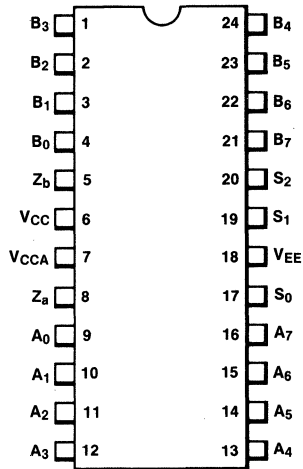 B3 1 24 B4
B2 2 23 B5
B1 3 22 B6
B0 4 21 B7
Zb 5 20 S2
VCC 6 19 S1
VCCA 7 18 VEE
Za 8 17 S0
A0 9 16 A7
A1 10 15 A6
A2 11 14 A5
A3 12 13 A4